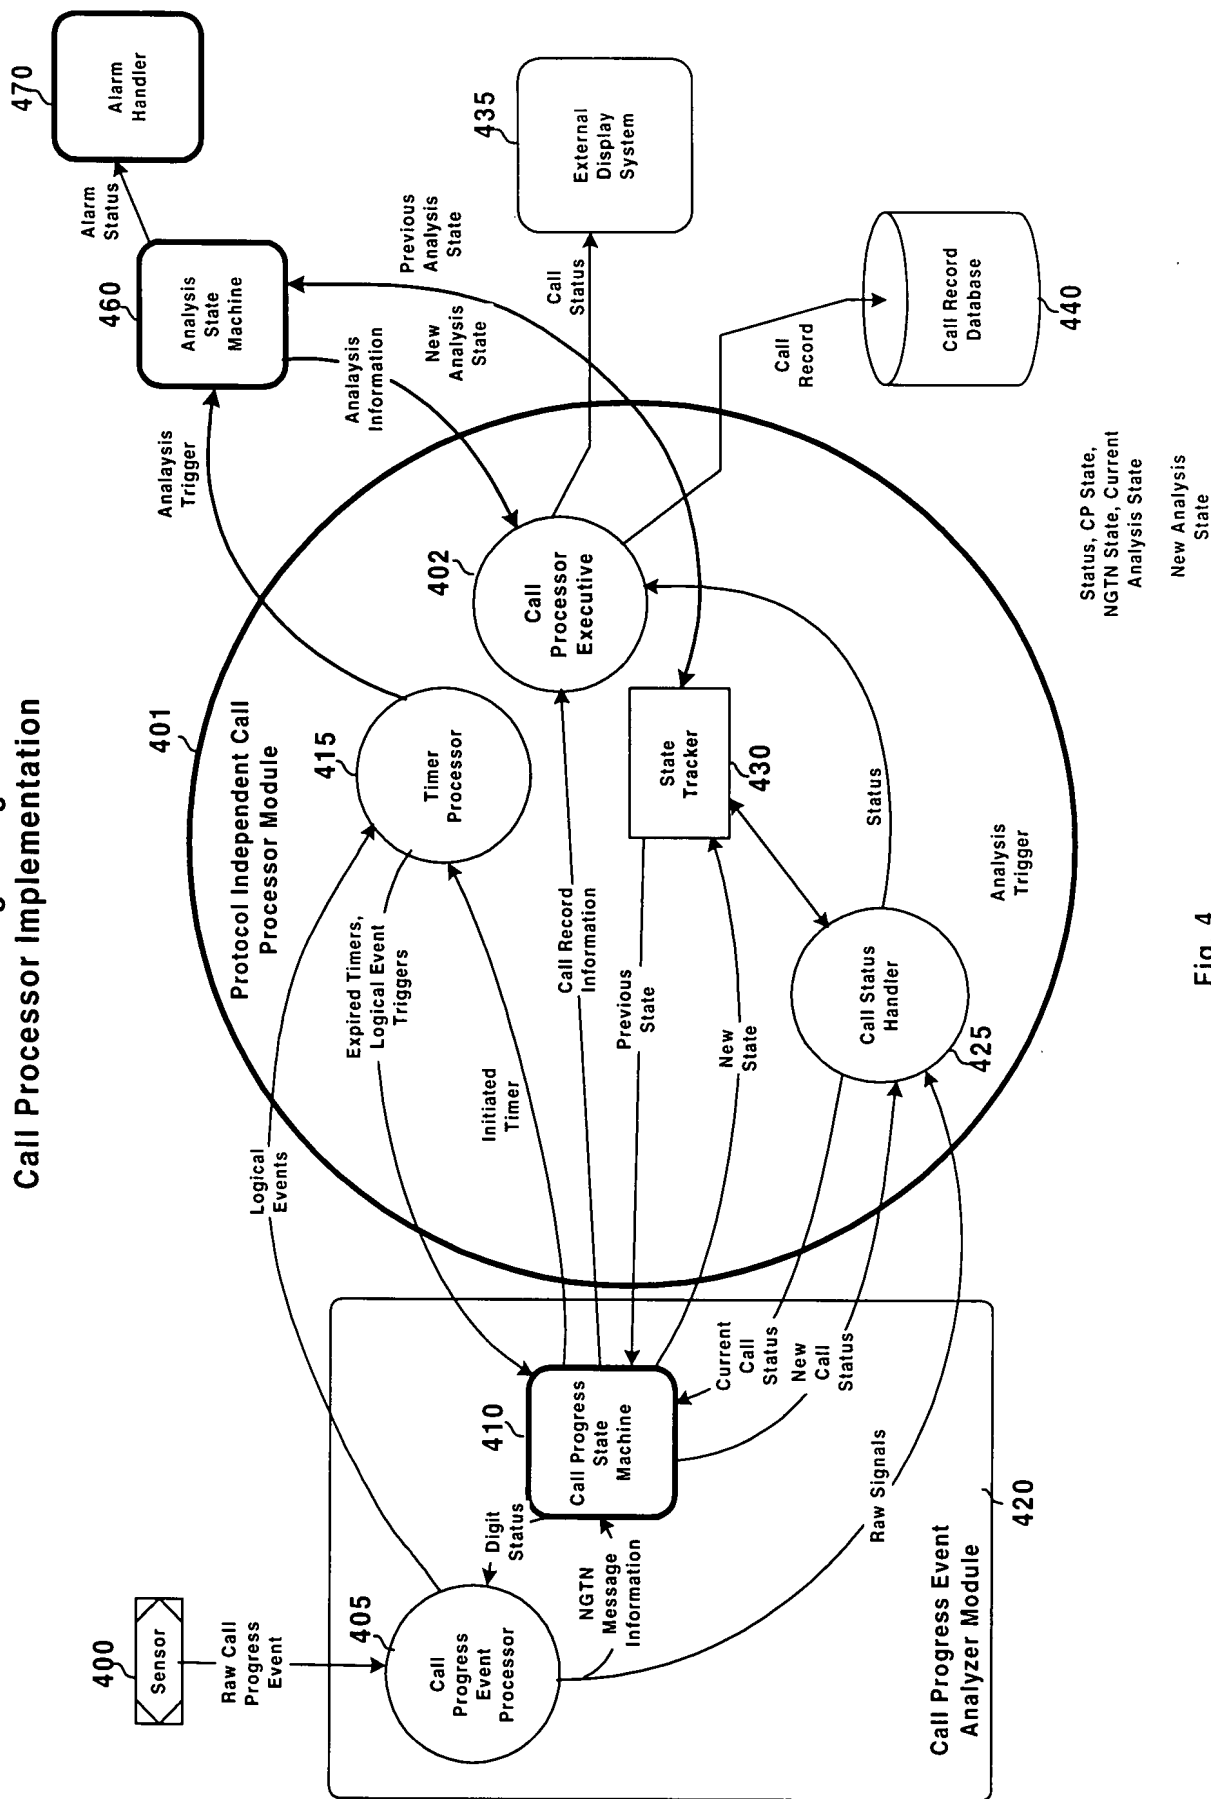 Call Processor Implementation
400
Sensor
Raw Call
Progress
Event
405
Call
Progress
Event
Processor
Digit
Status
NGTN
Message
Information
410
Call Progress
State
Machine
Call Progress Event
Analyzer Module
420
Raw Signals
Current
Call
Status
New
Call
Status
Logical
Events
Expired Timers,
Logical Event
Triggers
Initiated
Timer
Call Record
Information
Previous
State
New
State
401
Protocol Independent Call
Processor Module
415
Timer
Processor
402
Call
Processor
Executive
State
Tracker
430
Call Status
Handler
425
Status
Analysis
Trigger
Analaysis
Trigger
Analaysis
Information
New
Analysis
State
Previous
Analysis
State
460
Analysis
State
Machine
Alarm
Status
470
Alarm
Handler
Call
Status
435
External
Display
System
Call
Record
Call Record
Database
440
Status, CP State,
NGTN State, Current
Analysis State
New Analysis
State
Fig. 4